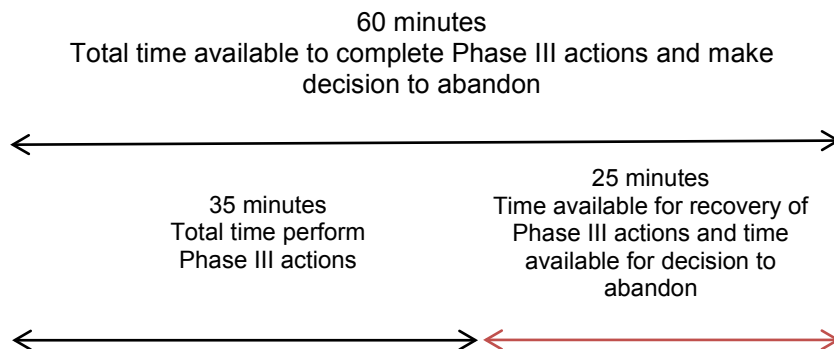 60 minutes
Total time available to complete Phase III actions and make
decision to abandon
35 minutes
Total time perform
Phase III actions
25 minutes
Time available for recovery of
Phase III actions and time
available for decision to
abandon